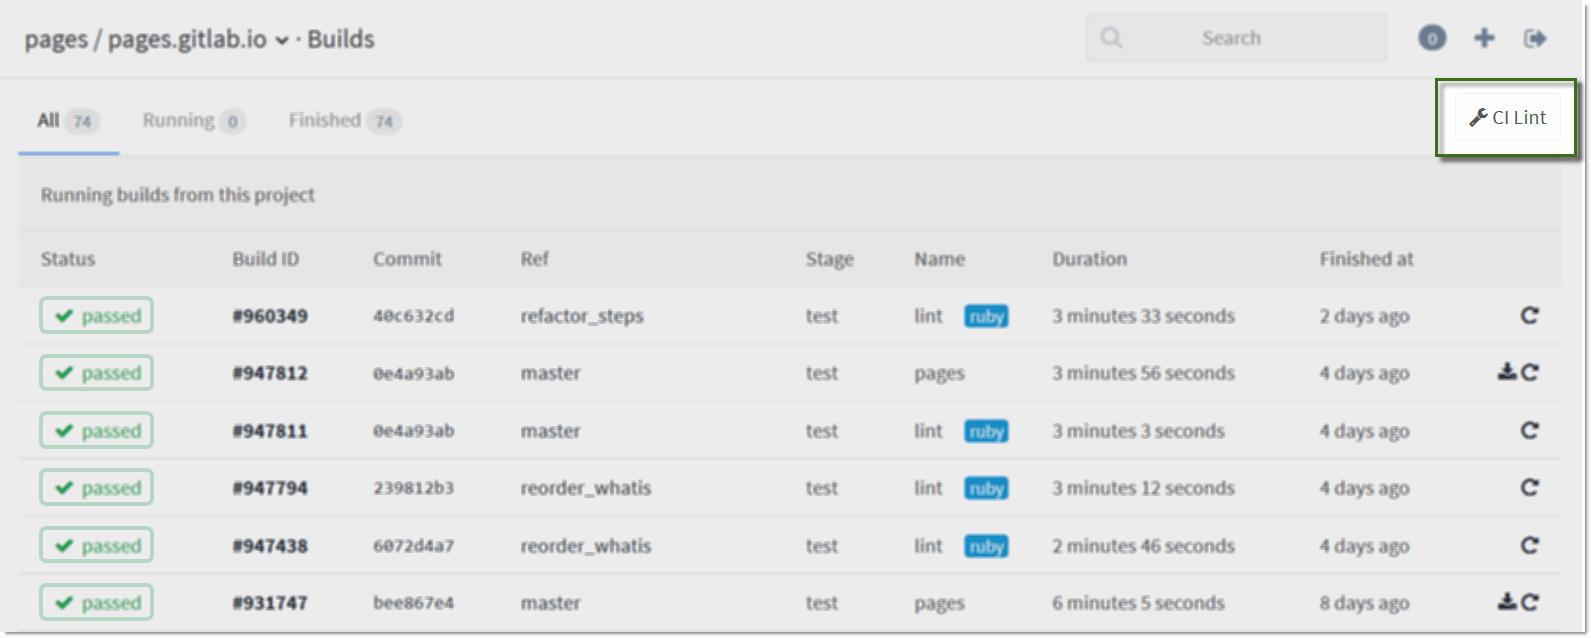 pages / pages.gitlab.io · Builds
Search
0
All 74 Running 0 Finished 74
CI Lint
Running builds from this project
Status Build ID Commit Ref Stage Name Duration Finished at
passed #960349 40c632cd refactor_steps test lint ruby 3 minutes 33 seconds 2 days ago
passed #947812 0e4a93ab master test pages 3 minutes 56 seconds 4 days ago
passed #947811 0e4a93ab master test lint ruby 3 minutes 3 seconds 4 days ago
passed #947794 239812b3 reorder_whatis test lint ruby 3 minutes 12 seconds 4 days ago
passed #947438 6072d4a7 reorder_whatis test lint ruby 2 minutes 46 seconds 4 days ago
passed #931747 bee867e4 master test pages 6 minutes 5 seconds 8 days ago